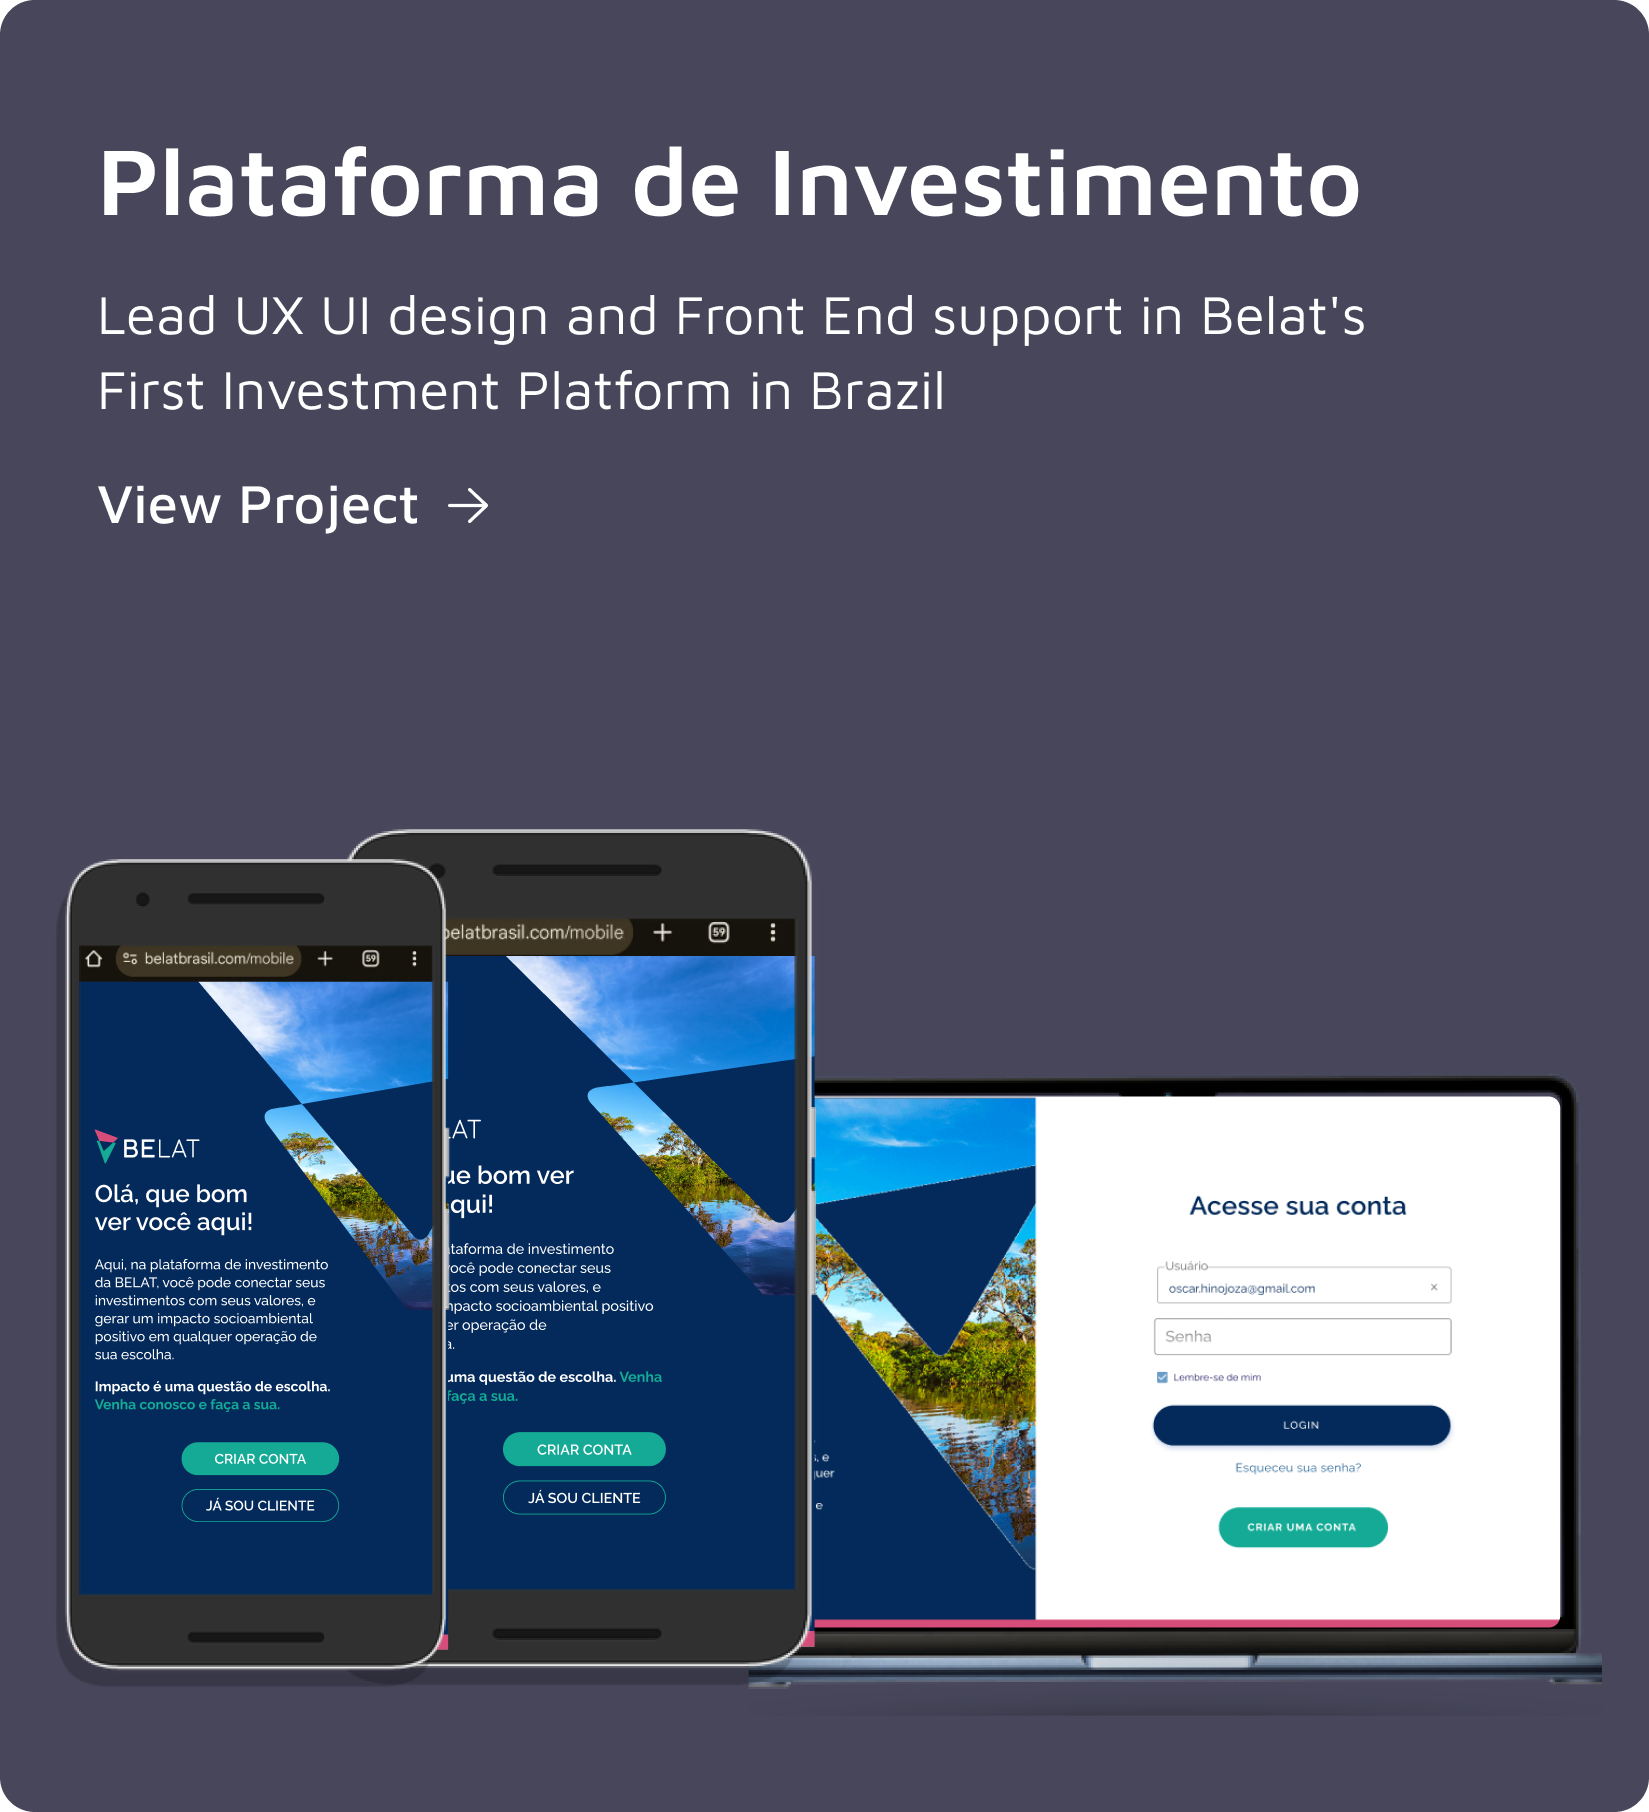 Plataforma de Investimento
Lead UX UI design and Front End support in Belat's
First Investment Platform in Brazil
View Project
belatbrasil.com/mobile
59
BELAT
Olá, que bom
ver você aqui!
Aqui, na plataforma de investimento
da BELAT, você pode conectar seus
investimentos com seus valores, e
gerar um impacto socioambiental
positivo em qualquer operação de
sua escolha.
Impacto é uma questão de escolha.
Venha conosco e faça a sua.
CRIAR CONTA
JÁ SOU CLIENTE
belatbrasil.com/mobile
59
LAT
ue bom ver
qui!
taforma de investimento
você pode conectar seus
tos com seus valores, e
mpacto socioambiental positivo
er operação de
a.
uma questão de escolha. Venha
faça a sua.
CRIAR CONTA
JÁ SOU CLIENTE
s, e
uer
e
Acesse sua conta
Usuário
oscar.hinojoza@gmail.com
Senha
Lembre-se de mim
LOGIN
Esqueceu sua senha?
CRIAR UMA CONTA